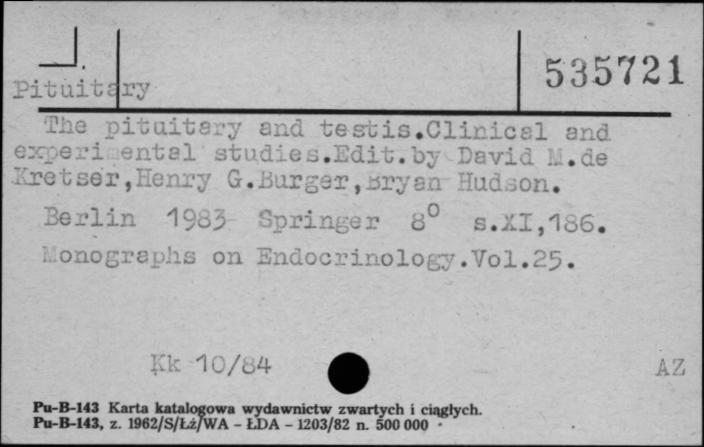 535721
Pituitary
The pituitary and testis.Clinical and
experimental studies.Edit.by David M.de
Kretser,Henry G.Burger,Bryan Hudson.
Berlin 1983 Springer 8° s.XI,186.
Monographs on Endocrinology.Vol.25.
Kk 10/84
AZ
Pu-B-143 Karta katalogowa wydawnictw zwartych i ciągłych.
Pu-B-143, z. 1962/S/Łź/WA - ŁDA - 1203/82 n. 500 000